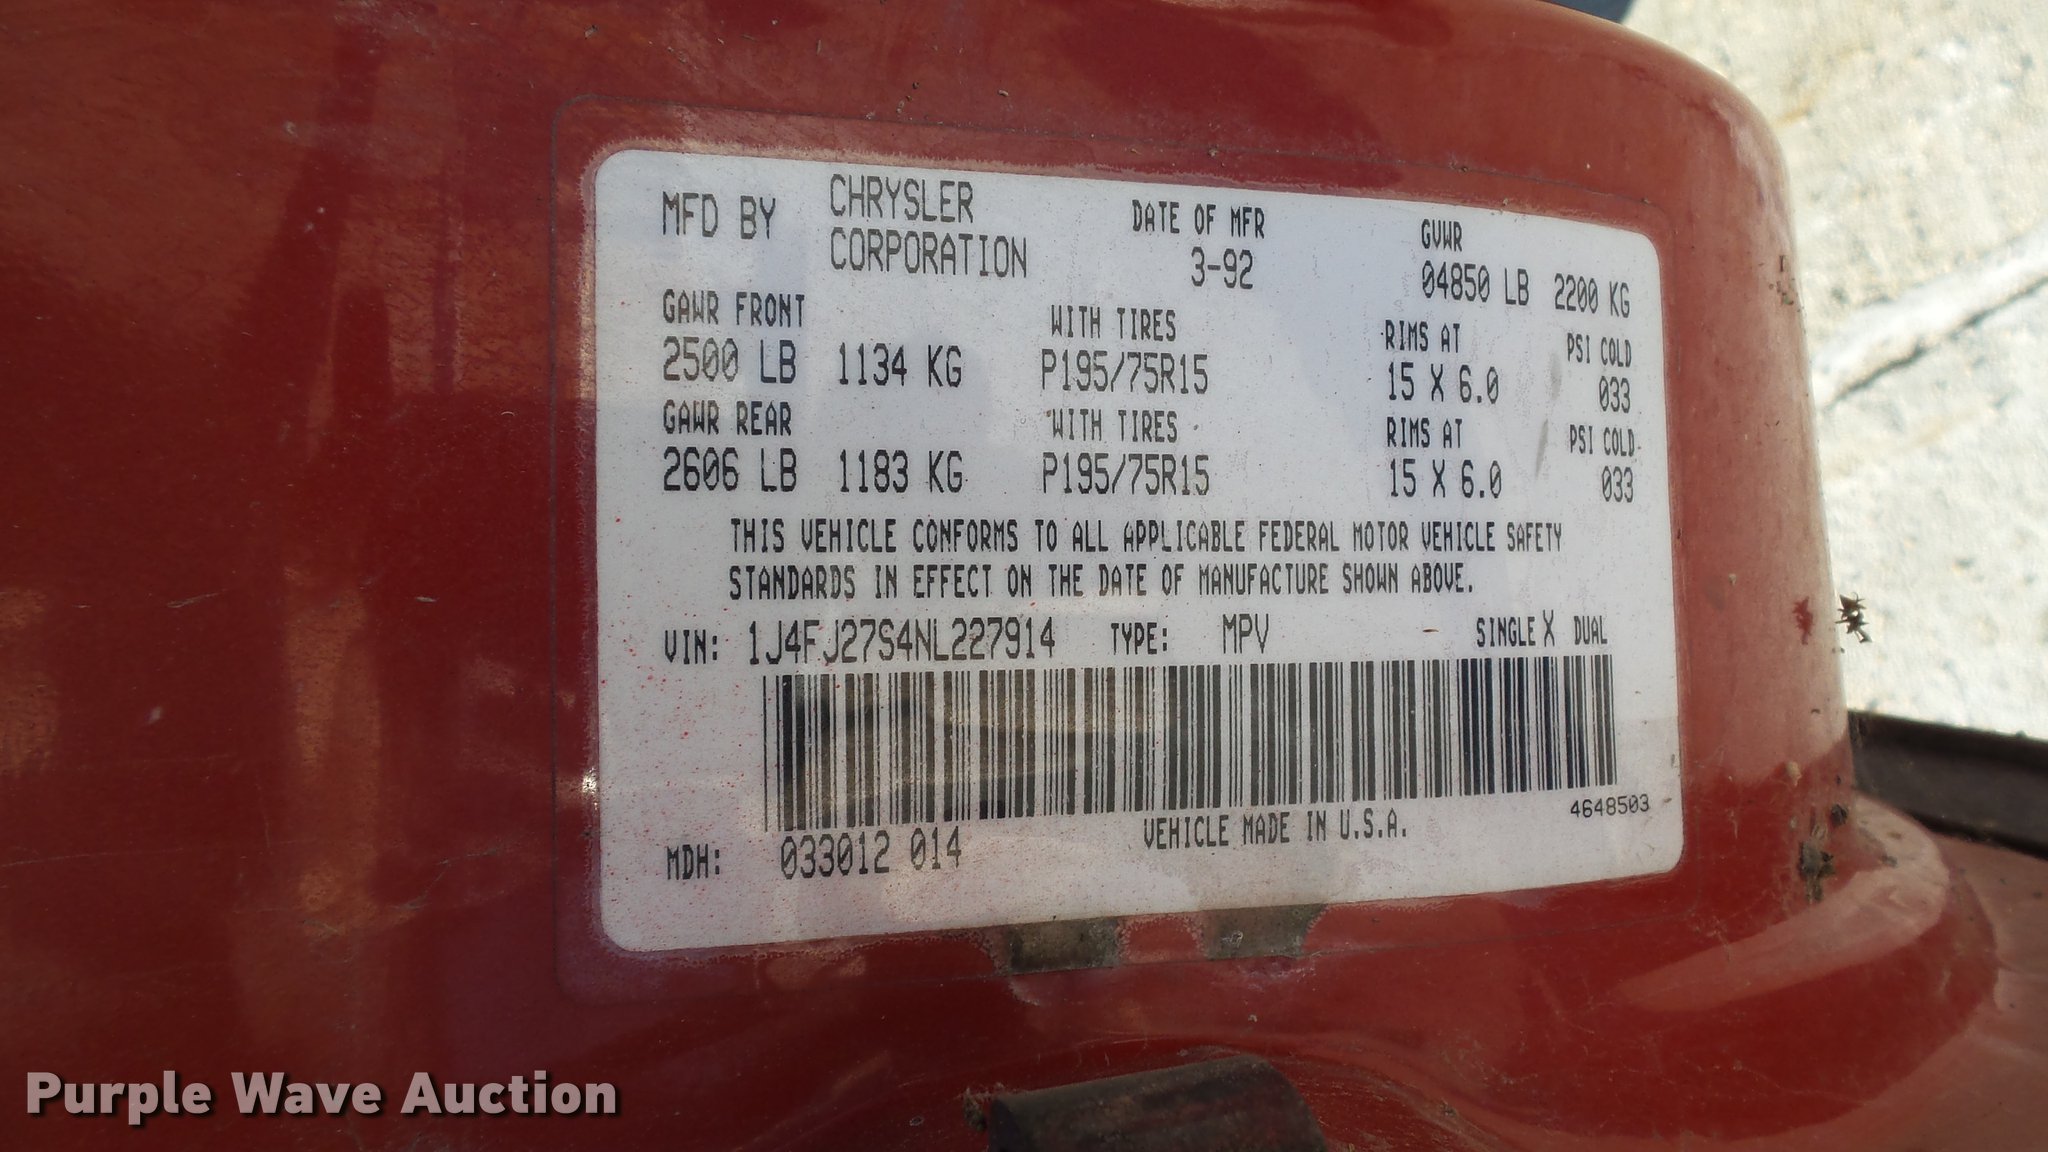 MFD BY CHRYSLER CORPORATION DATE OF MFR 3-92 GVWR 04850 LB 2200 KG
GAWR FRONT WITH TIRES RIMS AT PSI COLD
2500 LB 1134 KG P195/75R15 15 X 6.0 033
GAWR REAR WITH TIRES RIMS AT PSI COLD
2606 LB 1183 KG P195/75R15 15 X 6.0 033
THIS VEHICLE CONFORMS TO ALL APPLICABLE FEDERAL MOTOR VEHICLE SAFETY
STANDARDS IN EFFECT ON THE DATE OF MANUFACTURE SHOWN ABOVE.
VIN: 1J4FJ27S4NL227914 TYPE: MPV SINGLE X DUAL
4648503
MDH: 033012 014 VEHICLE MADE IN U.S.A.
Purple Wave Auction